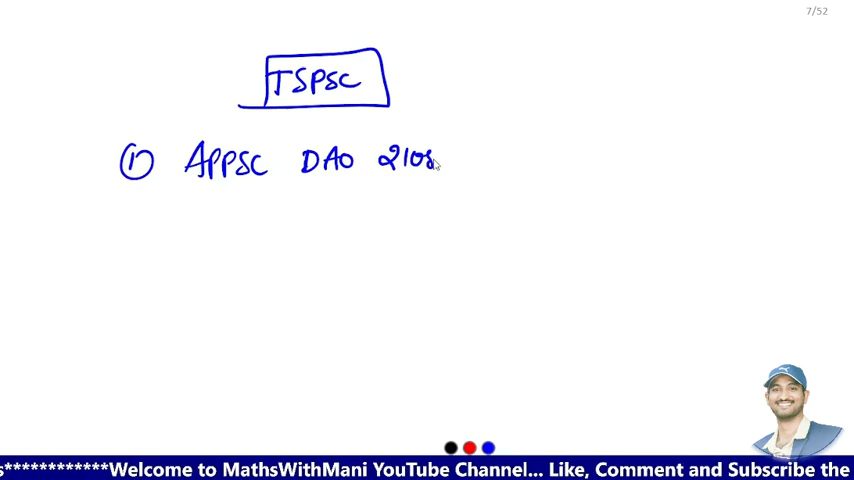 7/52
TSPSC
① APPSC DAO 2108
s************Welcome to MathsWithMani YouTube Channel... Like, Comment and Subscribe the